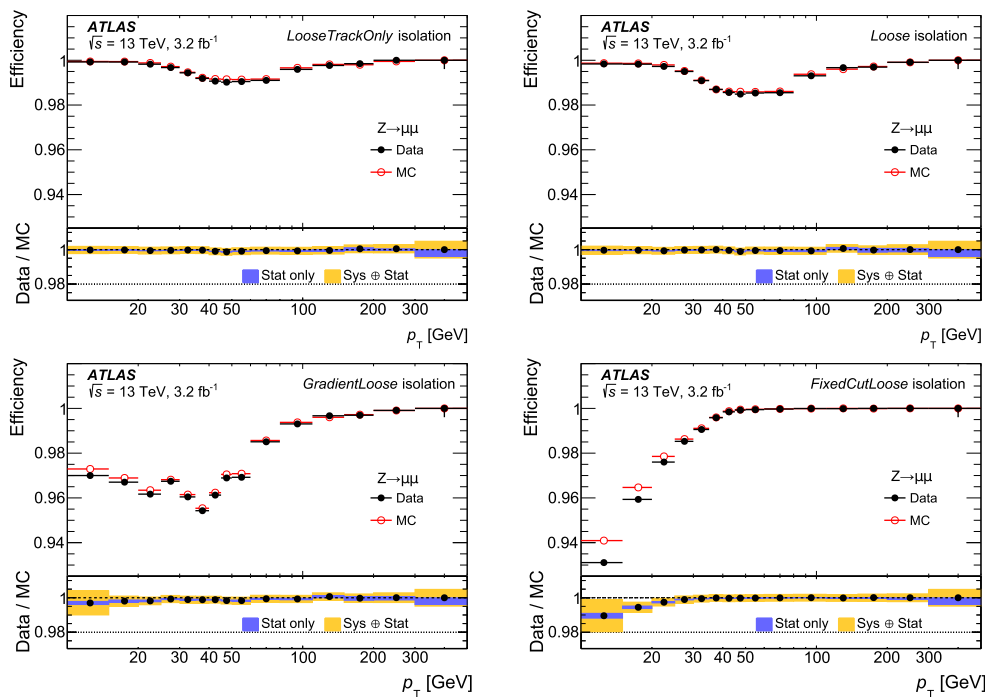 ATLAS
√s = 13 TeV, 3.2 fb⁻¹
LooseTrackOnly isolation
Efficiency
1
0.98
0.96
0.94
Z→μμ
Data
MC
Data / MC
1
0.98
Stat only
Sys ⊕ Stat
20 30 40 50 100 200 300
p_T [GeV]
ATLAS
√s = 13 TeV, 3.2 fb⁻¹
Loose isolation
Efficiency
1
0.98
0.96
0.94
Z→μμ
Data
MC
Data / MC
1
0.98
Stat only
Sys ⊕ Stat
20 30 40 50 100 200 300
p_T [GeV]
ATLAS
√s = 13 TeV, 3.2 fb⁻¹
GradientLoose isolation
Efficiency
1
0.98
0.96
0.94
Z→μμ
Data
MC
Data / MC
1
0.98
Stat only
Sys ⊕ Stat
20 30 40 50 100 200 300
p_T [GeV]
ATLAS
√s = 13 TeV, 3.2 fb⁻¹
FixedCutLoose isolation
Efficiency
1
0.98
0.96
0.94
Z→μμ
Data
MC
Data / MC
1
0.98
Stat only
Sys ⊕ Stat
20 30 40 50 100 200 300
p_T [GeV]